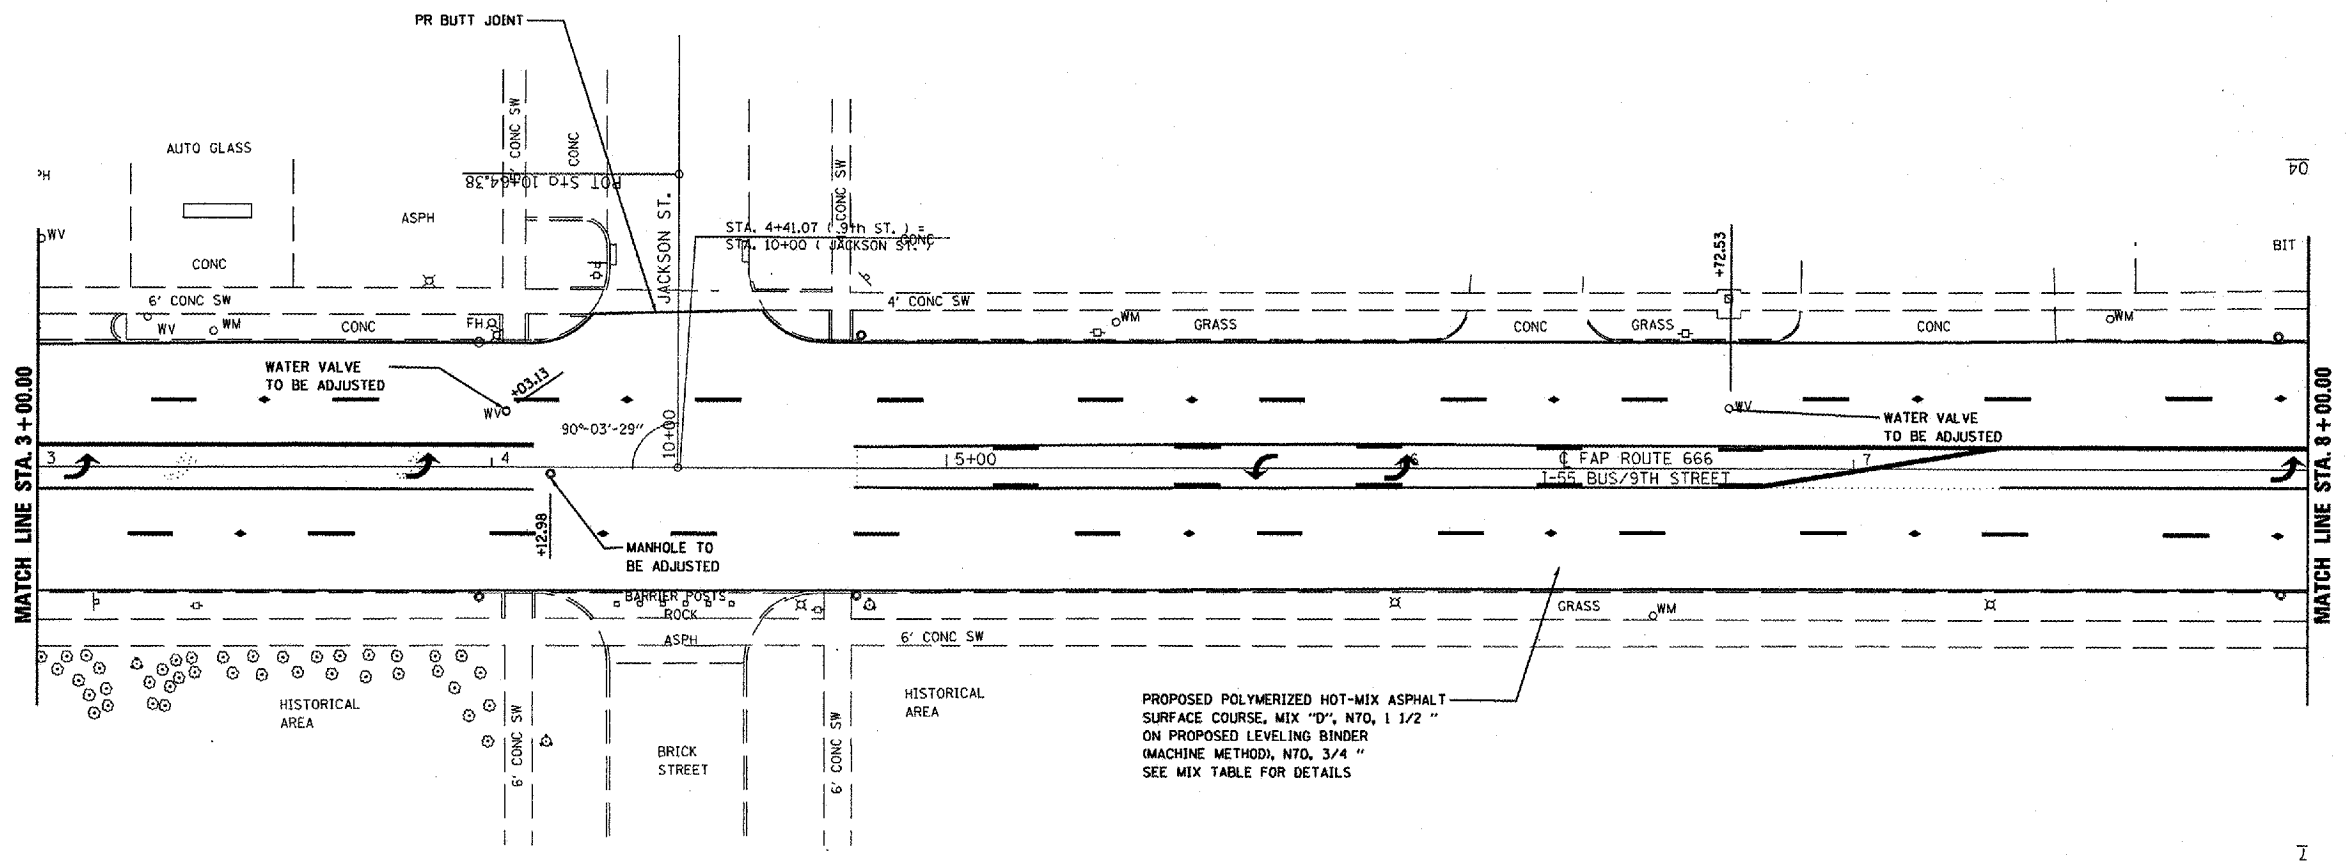 PR BUTT JOINT
AUTO GLASS
5' CONC SW
CONC
CONC SW
POT Sta 10+64.38
ASPH
JACKSON ST.
STA. 4+41.07 ( 9th ST. ) =
STA. 10+00 ( JACKSON ST. )
CONC
04
BIT
WV
CONC
+72.53
6' CONC SW
4' CONC SW
WV
WM
CONC
FH
WM
GRASS
CONC
GRASS
CONC
WM
WATER VALVE
TO BE ADJUSTED
+03.13
WV
90°-03'-29"
10+00
WV
WATER VALVE
TO BE ADJUSTED
MATCH LINE STA. 3+00.00
MATCH LINE STA. 8+00.00
3
4
5+00
6
℄ FAP ROUTE 666
7
I-55 BUS/9TH STREET
+12.98
MANHOLE TO
BE ADJUSTED
BARRIER POSTS
ROCK
ASPH
6' CONC SW
GRASS
WM
HISTORICAL
AREA
6' CONC SW
BRICK
STREET
6' CONC SW
HISTORICAL
AREA
PROPOSED POLYMERIZED HOT-MIX ASPHALT
SURFACE COURSE, MIX "D", N70, 1 1/2 "
ON PROPOSED LEVELING BINDER
(MACHINE METHOD), N70, 3/4 "
SEE MIX TABLE FOR DETAILS